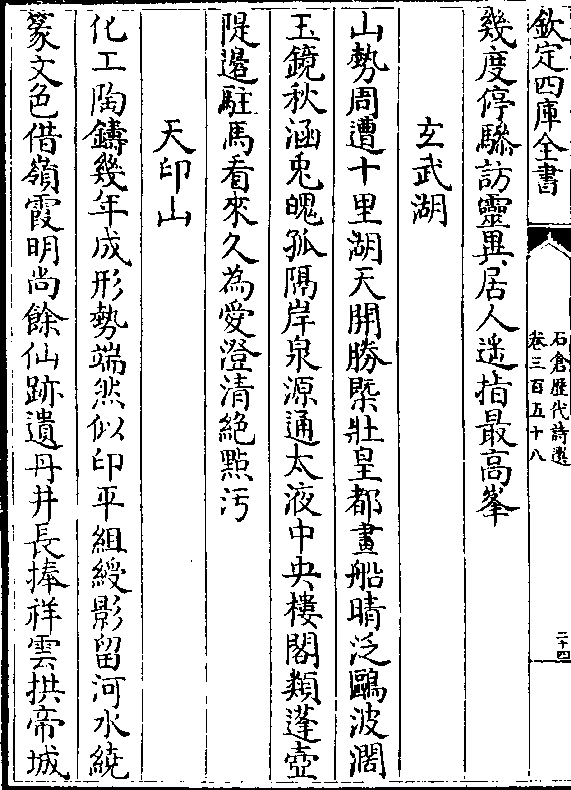 欽定四庫全書
石倉歷代詩選
卷三百五十八
二十四
幾度停驂訪靈異居人遙指最高峯
玄武湖
山勢周遭十里湖天開勝槩壯皇都畫船晴泛鷗波濶
玉鏡秋涵兎魄孤隔岸泉源通太液中央樓閣類蓬壺
隄邊駐馬看來久為愛澄清絶㸃污
天印山
化工陶鑄幾年成形勢端然似印平組綬影留河水繞
篆文色借嶺霞明尚餘仙跡遺丹井長捧祥雲拱帝城